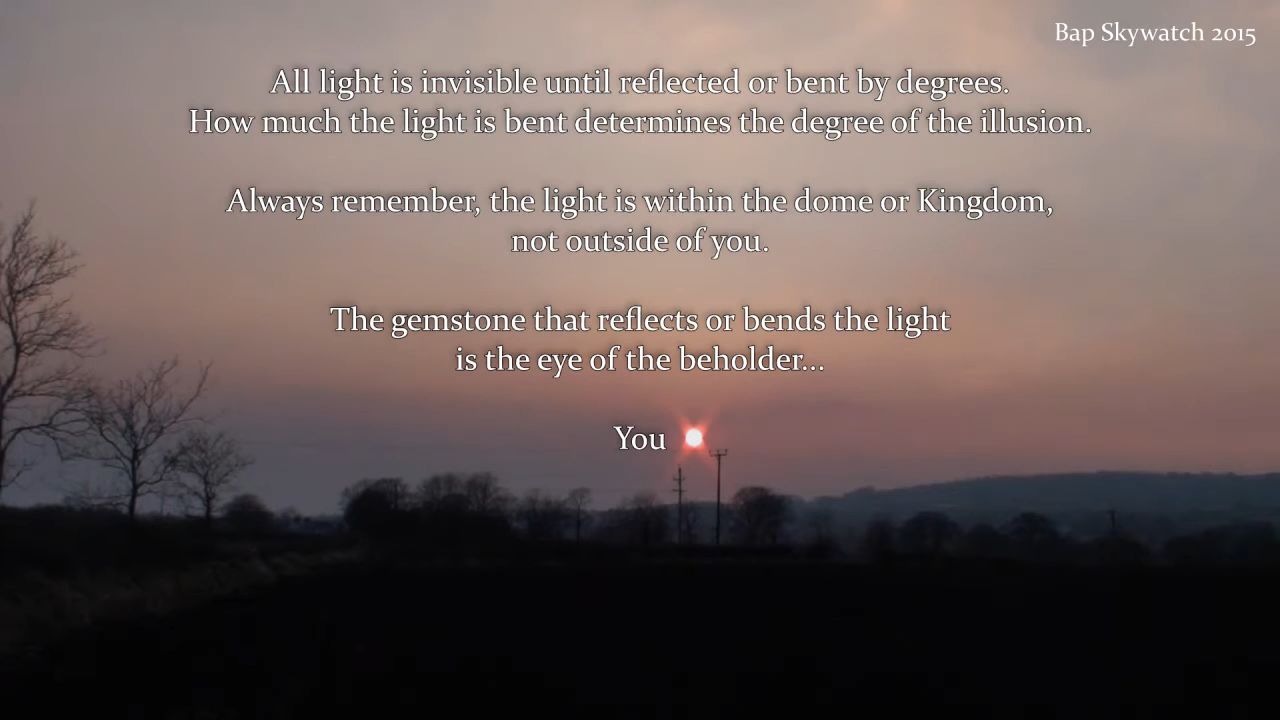 Bap Skywatch 2015
All light is invisible until reflected or bent by degrees.
How much the light is bent determines the degree of the illusion.
Always remember, the light is within the dome or Kingdom,
not outside of you.
The gemstone that reflects or bends the light
is the eye of the beholder...
You